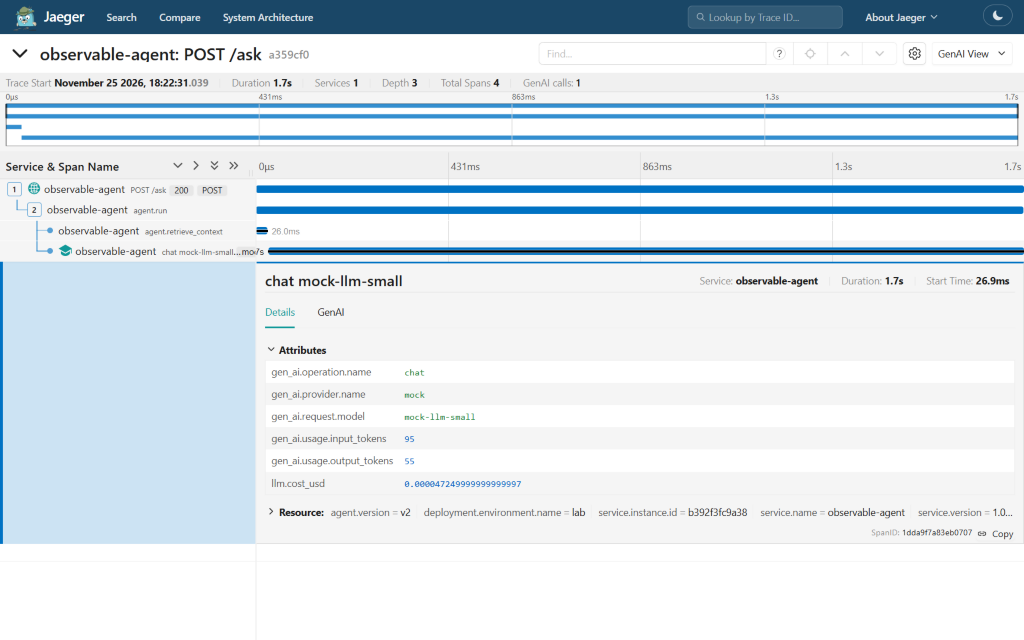 Jaeger Search Compare System Architecture Lookup by Trace ID... About Jaeger
observable-agent: POST /ask a359cf0 Find... ? GenAI View
Trace Start November 25 2026, 18:22:31.039 Duration 1.7s Services 1 Depth 3 Total Spans 4 GenAI calls: 1
0μs 431ms 863ms 1.3s 1.7s
Service & Span Name 0μs 431ms 863ms 1.3s 1.7s
1 observable-agent POST /ask 200 POST
2 observable-agent agent.run
observable-agent agent.retrieve_context 26.0ms
observable-agent chat mock-llm-small...
chat mock-llm-small Service: observable-agent Duration: 1.7s Start Time: 26.9ms
Details GenAI
Attributes
gen_ai.operation.name chat
gen_ai.provider.name mock
gen_ai.request.model mock-llm-small
gen_ai.usage.input_tokens 95
gen_ai.usage.output_tokens 55
llm.cost_usd 0.000047249999999999997
Resource: agent.version = v2 deployment.environment.name = lab service.instance.id = b392f3fc9a38 service.name = observable-agent service.version = 1.0...
SpanID: 1dda9f7a83eb0707 Copy